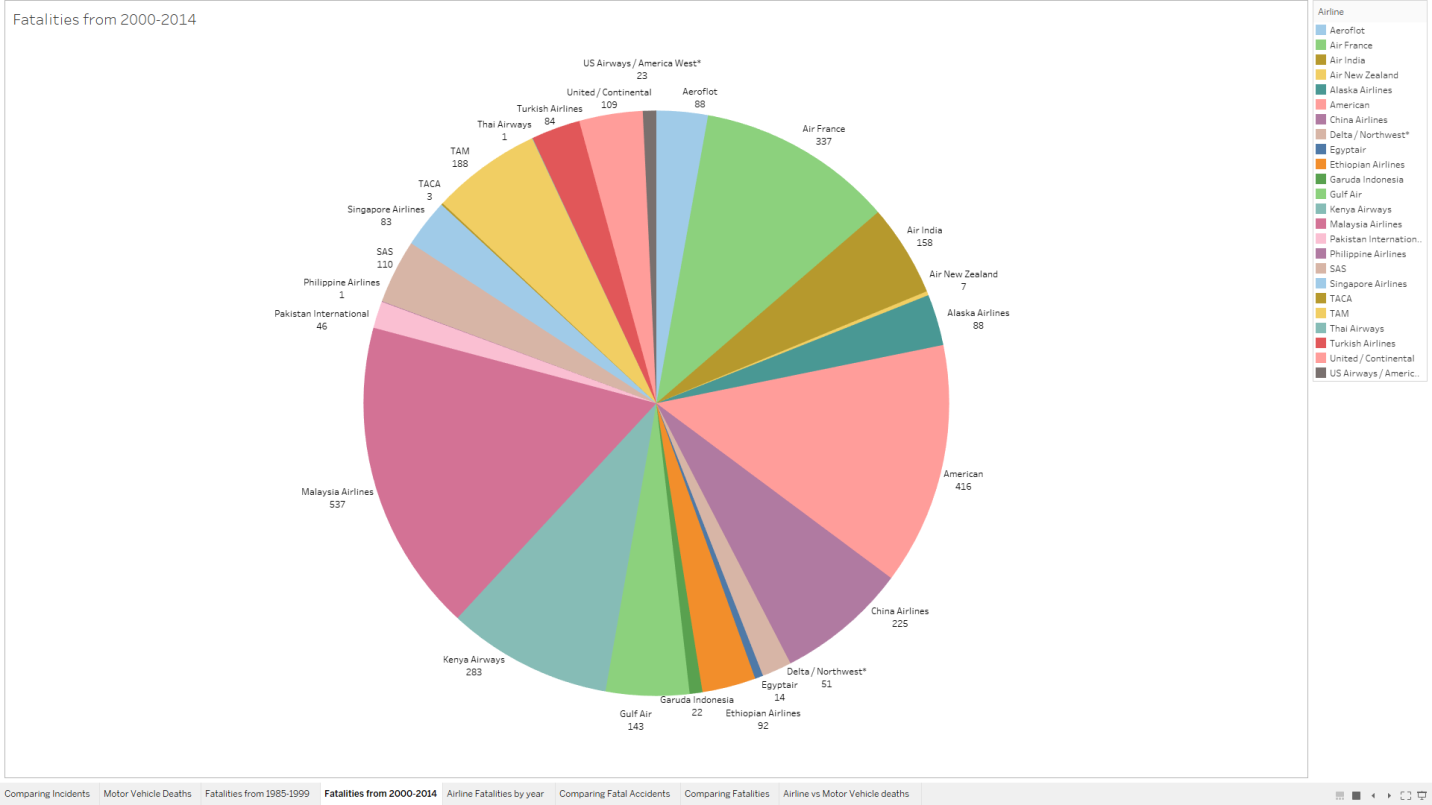 Fatalities from 2000-2014
US Airways / America West*
23
United / Continental
109
Aeroflot
88
Turkish Airlines
84
Thai Airways
1
Air France
337
TAM
188
TACA
3
Singapore Airlines
83
Air India
158
SAS
110
Air New Zealand
7
Philippine Airlines
1
Pakistan International
46
Alaska Airlines
88
American
416
Malaysia Airlines
537
China Airlines
225
Kenya Airways
283
Delta / Northwest*
51
Egyptair
14
Garuda Indonesia
22
Ethiopian Airlines
92
Gulf Air
143
Airline
Aeroflot
Air France
Air India
Air New Zealand
Alaska Airlines
American
China Airlines
Delta / Northwest*
Egyptair
Ethiopian Airlines
Garuda Indonesia
Gulf Air
Kenya Airways
Malaysia Airlines
Pakistan Internation..
Philippine Airlines
SAS
Singapore Airlines
TACA
TAM
Thai Airways
Turkish Airlines
United / Continental
US Airways / Americ..
Comparing Incidents
Motor Vehicle Deaths
Fatalities from 1985-1999
Fatalities from 2000-2014
Airline Fatalities by year
Comparing Fatal Accidents
Comparing Fatalities
Airline vs Motor Vehicle deaths